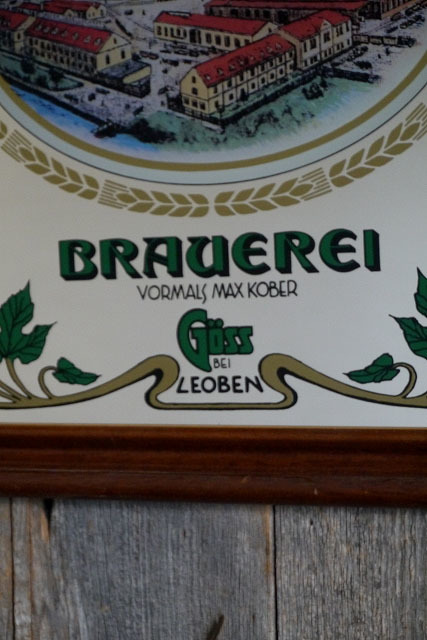 BRAUEREI
VORMALS MAX KOBER
Göss
BEI
LEOBEN